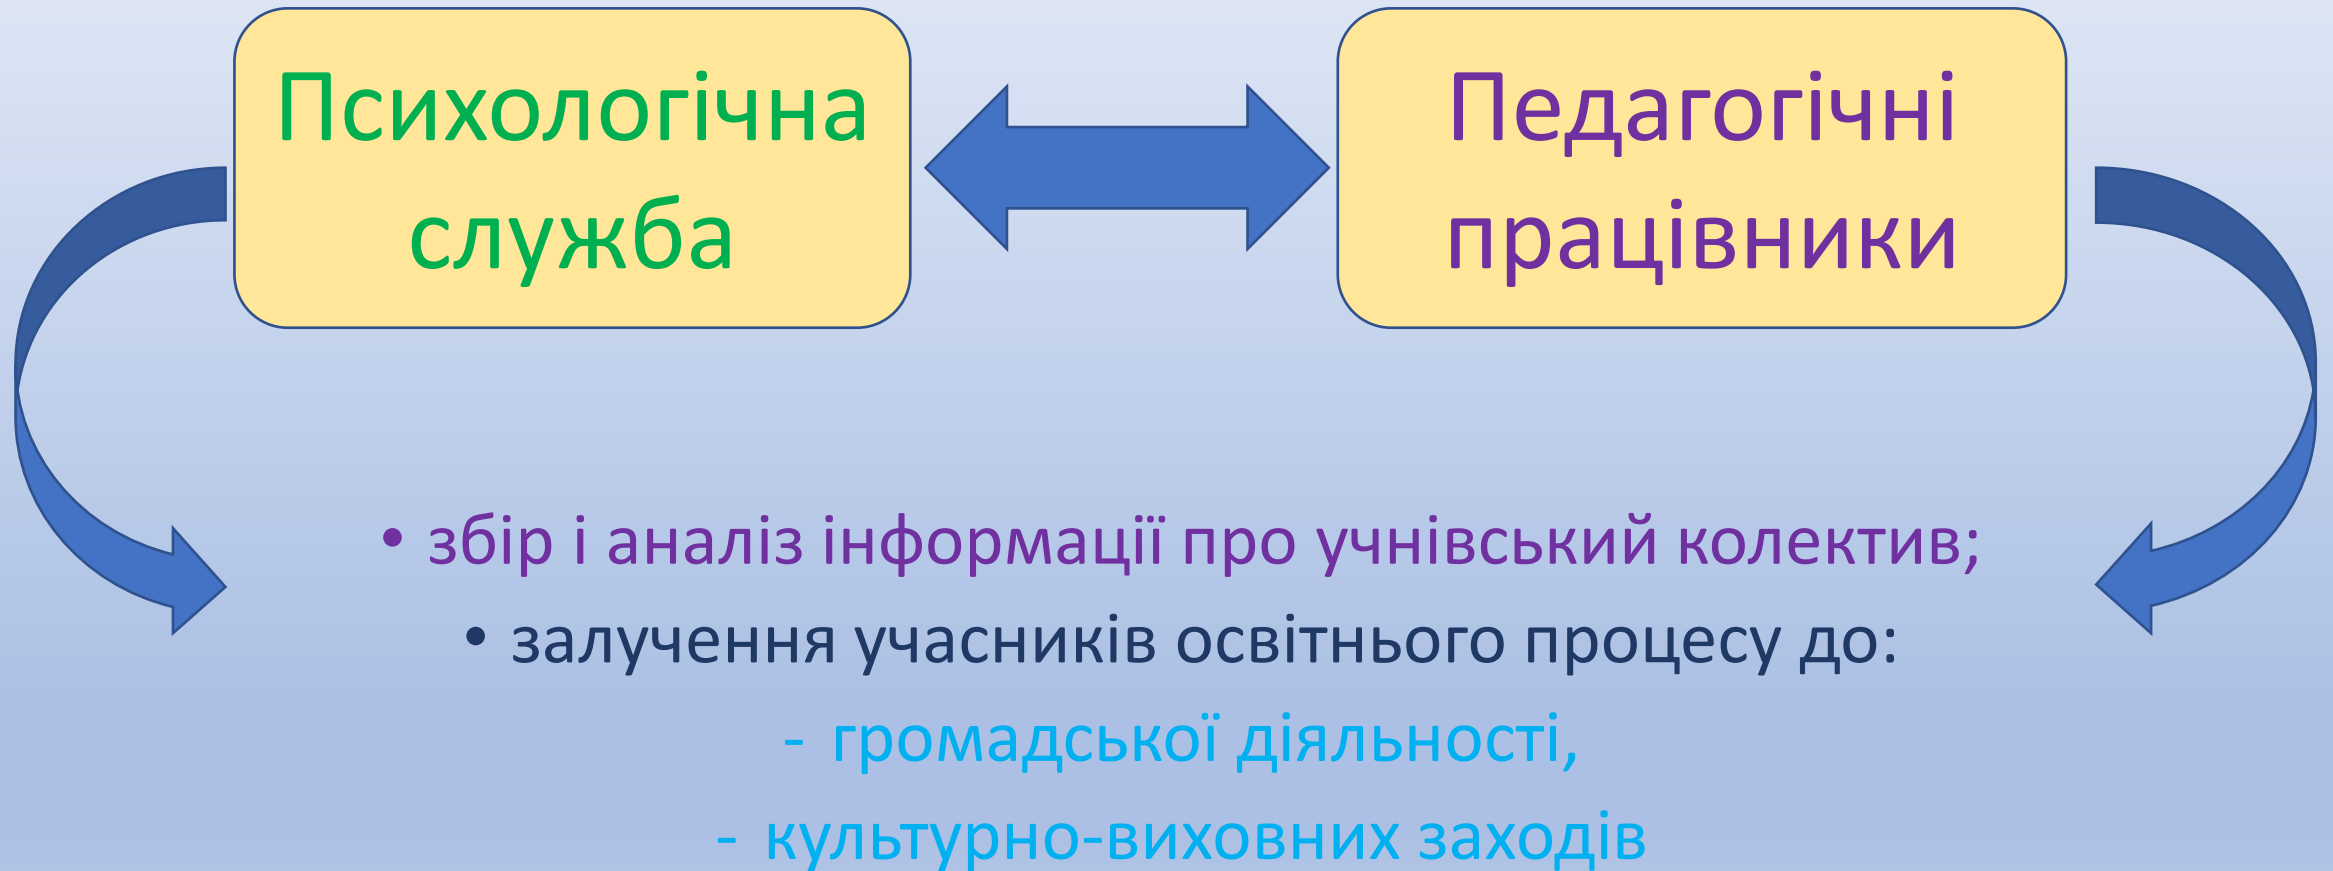 Психологічна
служба
Педагогічні
працівники
• збір і аналіз інформації про учнівський колектив;
• залучення учасників освітнього процесу до:
- громадської діяльності,
- культурно-виховних заходів